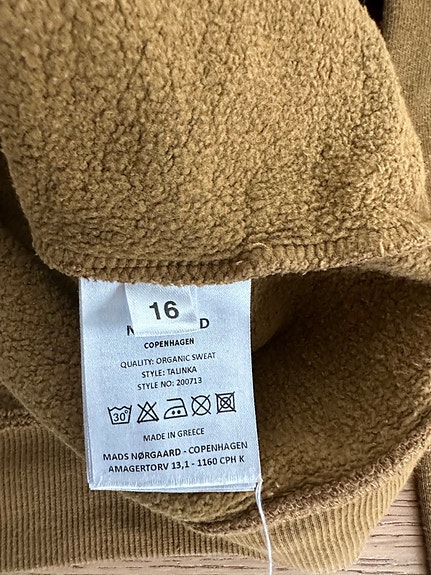 16
COPENHAGEN
QUALITY: ORGANIC SWEAT
STYLE: TALINKA
STYLE NO: 200713
30°
MADE IN GREECE
MADS NØRGAARD - COPENHAGEN
AMAGERTORV 13,1 - 1160 CPH K